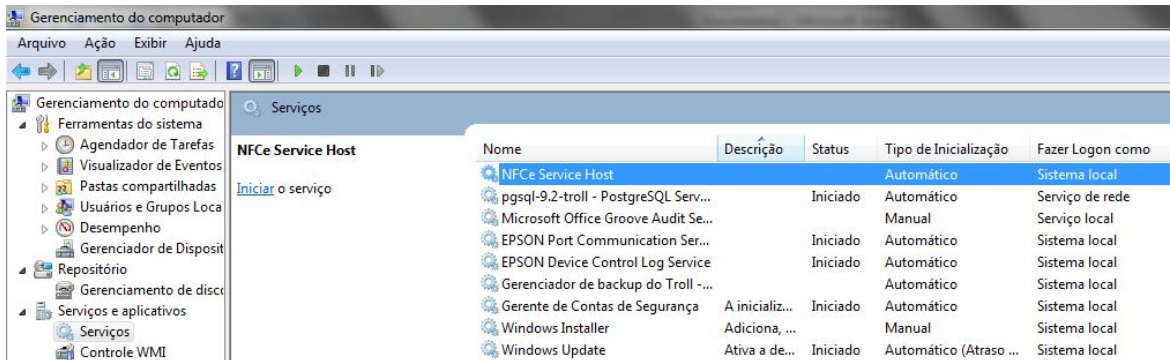 Gerenciamento do computador
Arquivo Ação Exibir Ajuda
Gerenciamento do computado
Ferramentas do sistema
Agendador de Tarefas
Visualizador de Eventos
Pastas compartilhadas
Usuários e Grupos Loca
Desempenho
Gerenciador de Disposit
Repositório
Gerenciamento de disco
Serviços e aplicativos
Serviços
Controle WMI
Serviços
NFCe Service Host
Iniciar o serviço
Nome Descrição Status Tipo de Inicialização Fazer Logon como
NFCe Service Host Automático Sistema local
pgsql-9.2-troll - PostgreSQL Serv... Iniciado Automático Serviço de rede
Microsoft Office Groove Audit Se... Manual Serviço local
EPSON Port Communication Ser... Iniciado Automático Sistema local
EPSON Device Control Log Service Iniciado Automático Sistema local
Gerenciador de backup do Troll -... Automático Sistema local
Gerente de Contas de Segurança A inicializ... Iniciado Automático Sistema local
Windows Installer Adiciona, ... Manual Sistema local
Windows Update Ativa a de... Iniciado Automático (Atraso ... Sistema local